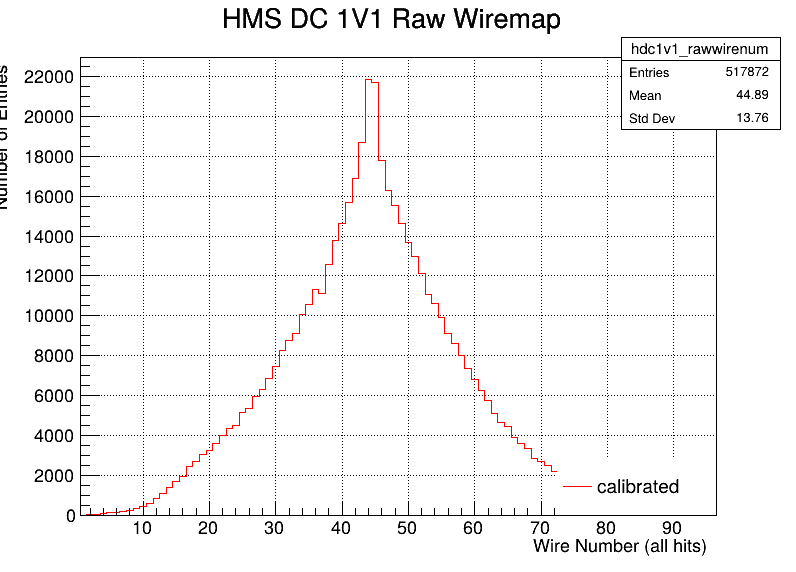 HMS DC 1V1 Raw Wiremap
hdc1v1_rawwirenum
Entries 517872
Mean 44.89
Std Dev 13.76
Number of Entries
22000
20000
18000
16000
14000
12000
10000
8000
6000
4000
2000
0
calibrated
10 20 30 40 50 60 70 80 90
Wire Number (all hits)